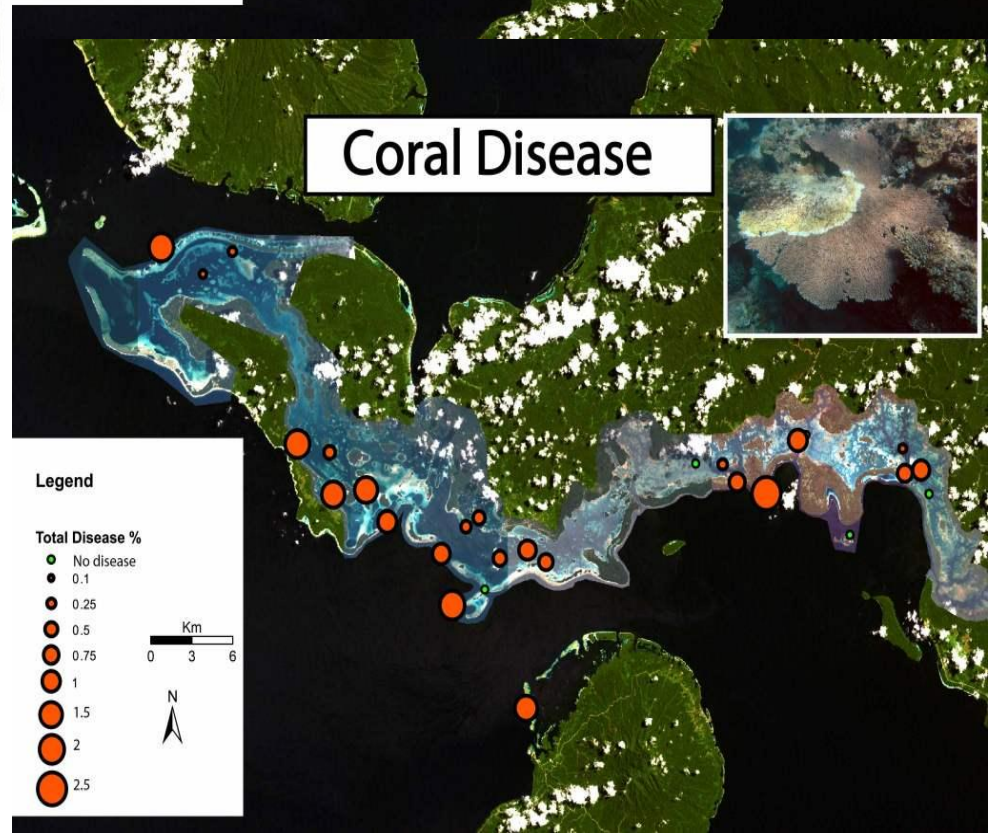 Coral Disease
Legend
Total Disease %
No disease
0.1
0.25
0.5
0.75
1
1.5
2
2.5
Km
0 3 6
N